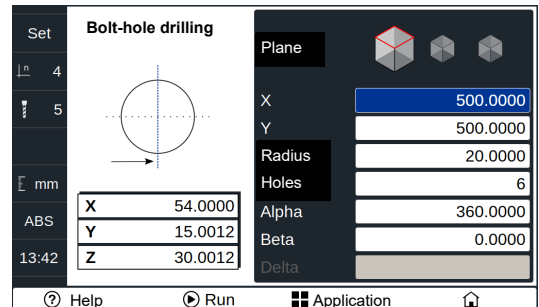 Set
n 4
5
mm
ABS
13:42
Bolt-hole drilling
X 54.0000
Y 15.0012
Z 30.0012
Plane
X 500.0000
Y 500.0000
Radius 20.0000
Holes 6
Alpha 360.0000
Beta 0.0000
Delta
? Help
Run
Application